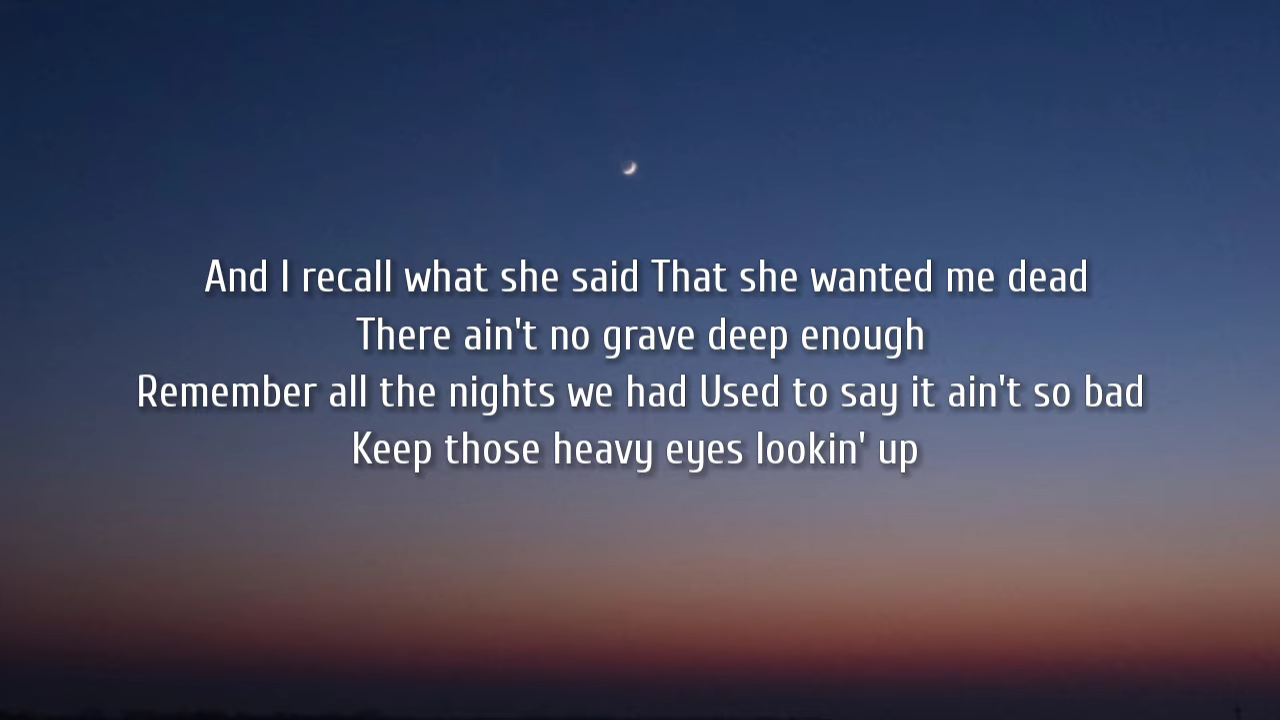 And I recall what she said That she wanted me dead
There ain't no grave deep enough
Remember all the nights we had Used to say it ain't so bad
Keep those heavy eyes lookin' up